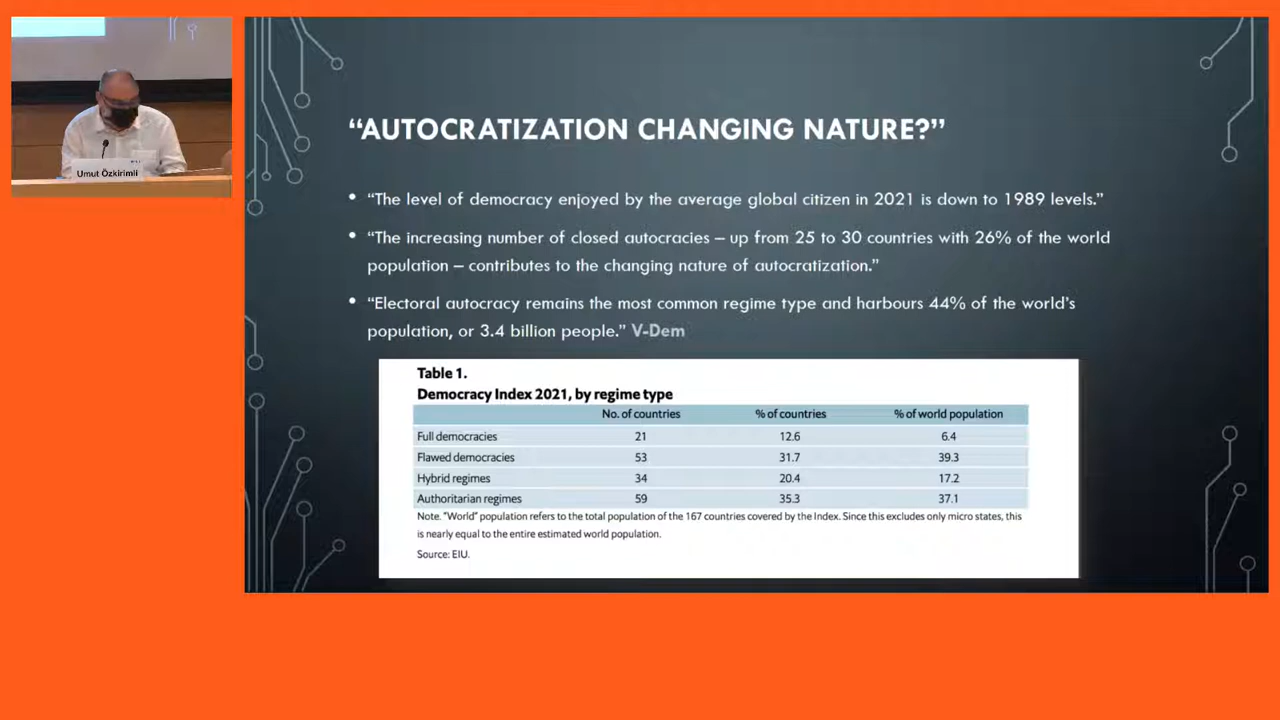 Umut Özkirimli
“AUTOCRATIZATION CHANGING NATURE?”
• “The level of democracy enjoyed by the average global citizen in 2021 is down to 1989 levels.”
• “The increasing number of closed autocracies – up from 25 to 30 countries with 26% of the world
population – contributes to the changing nature of autocratization.”
• “Electoral autocracy remains the most common regime type and harbours 44% of the world’s
population, or 3.4 billion people.” V-Dem
Table 1.
Democracy Index 2021, by regime type
No. of countries % of countries % of world population
Full democracies 21 12.6 6.4
Flawed democracies 53 31.7 39.3
Hybrid regimes 34 20.4 17.2
Authoritarian regimes 59 35.3 37.1
Note. “World” population refers to the total population of the 167 countries covered by the Index. Since this excludes only micro states, this
is nearly equal to the entire estimated world population.
Source: EIU.